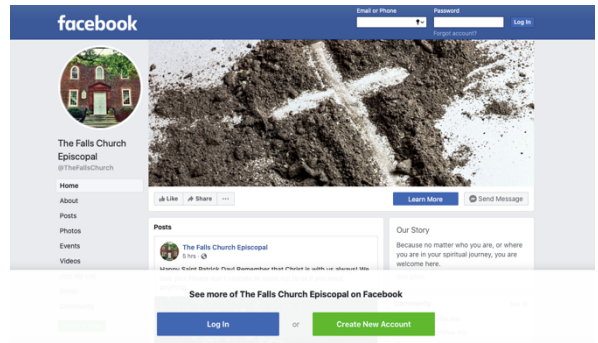 facebook
Email or Phone
Password
Log In
Forgot account?
The Falls Church
Episcopal
@TheFallsChurch
Home
About
Posts
Photos
Events
Videos
Like
Share
Learn More
Send Message
Posts
The Falls Church Episcopal
5 hrs
Happy Saint Patrick Day! Remember that Christ is with us always! We
Our Story
Because no matter who you are, or where
you are in your spiritual journey, you are
welcome here.
See more of The Falls Church Episcopal on Facebook
Log In
or
Create New Account